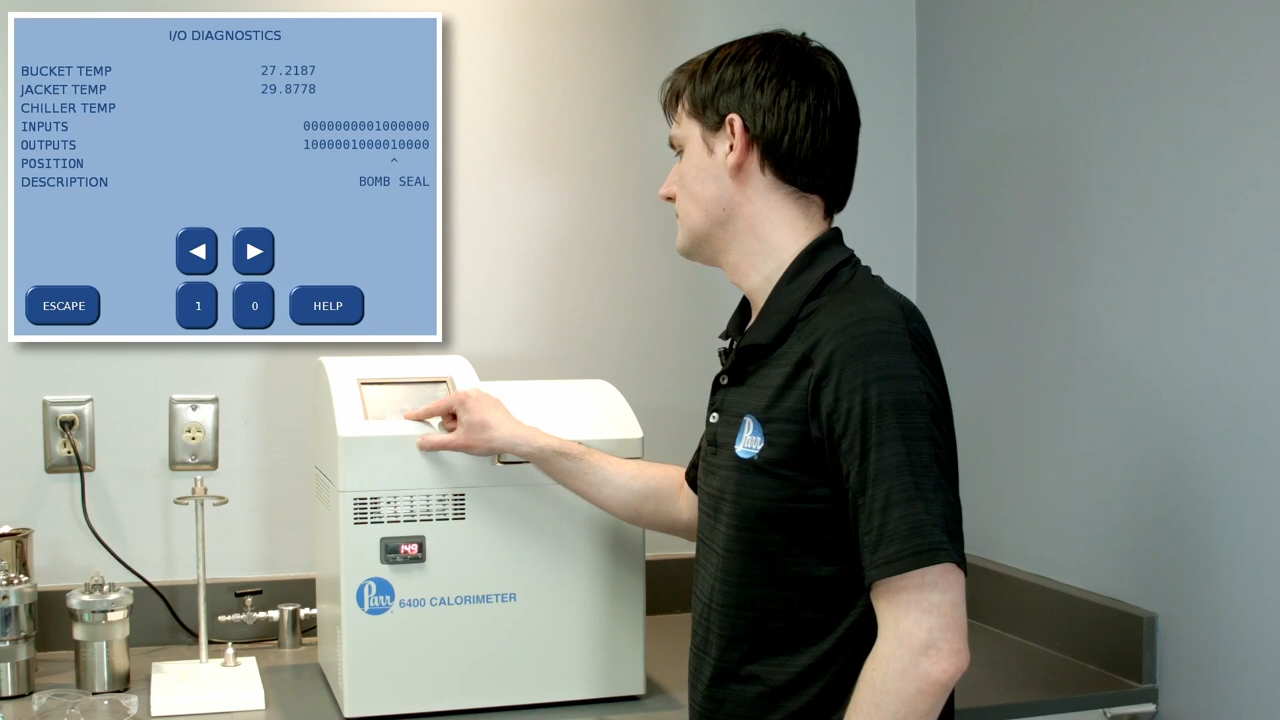 I/O DIAGNOSTICS
BUCKET TEMP 27.2187
JACKET TEMP 29.8778
CHILLER TEMP
INPUTS 0000000001000000
OUTPUTS 1000001000010000
POSITION ^
DESCRIPTION BOMB SEAL
◀ ▶
ESCAPE 1 0 HELP
Parr
149
Parr 6400 CALORIMETER